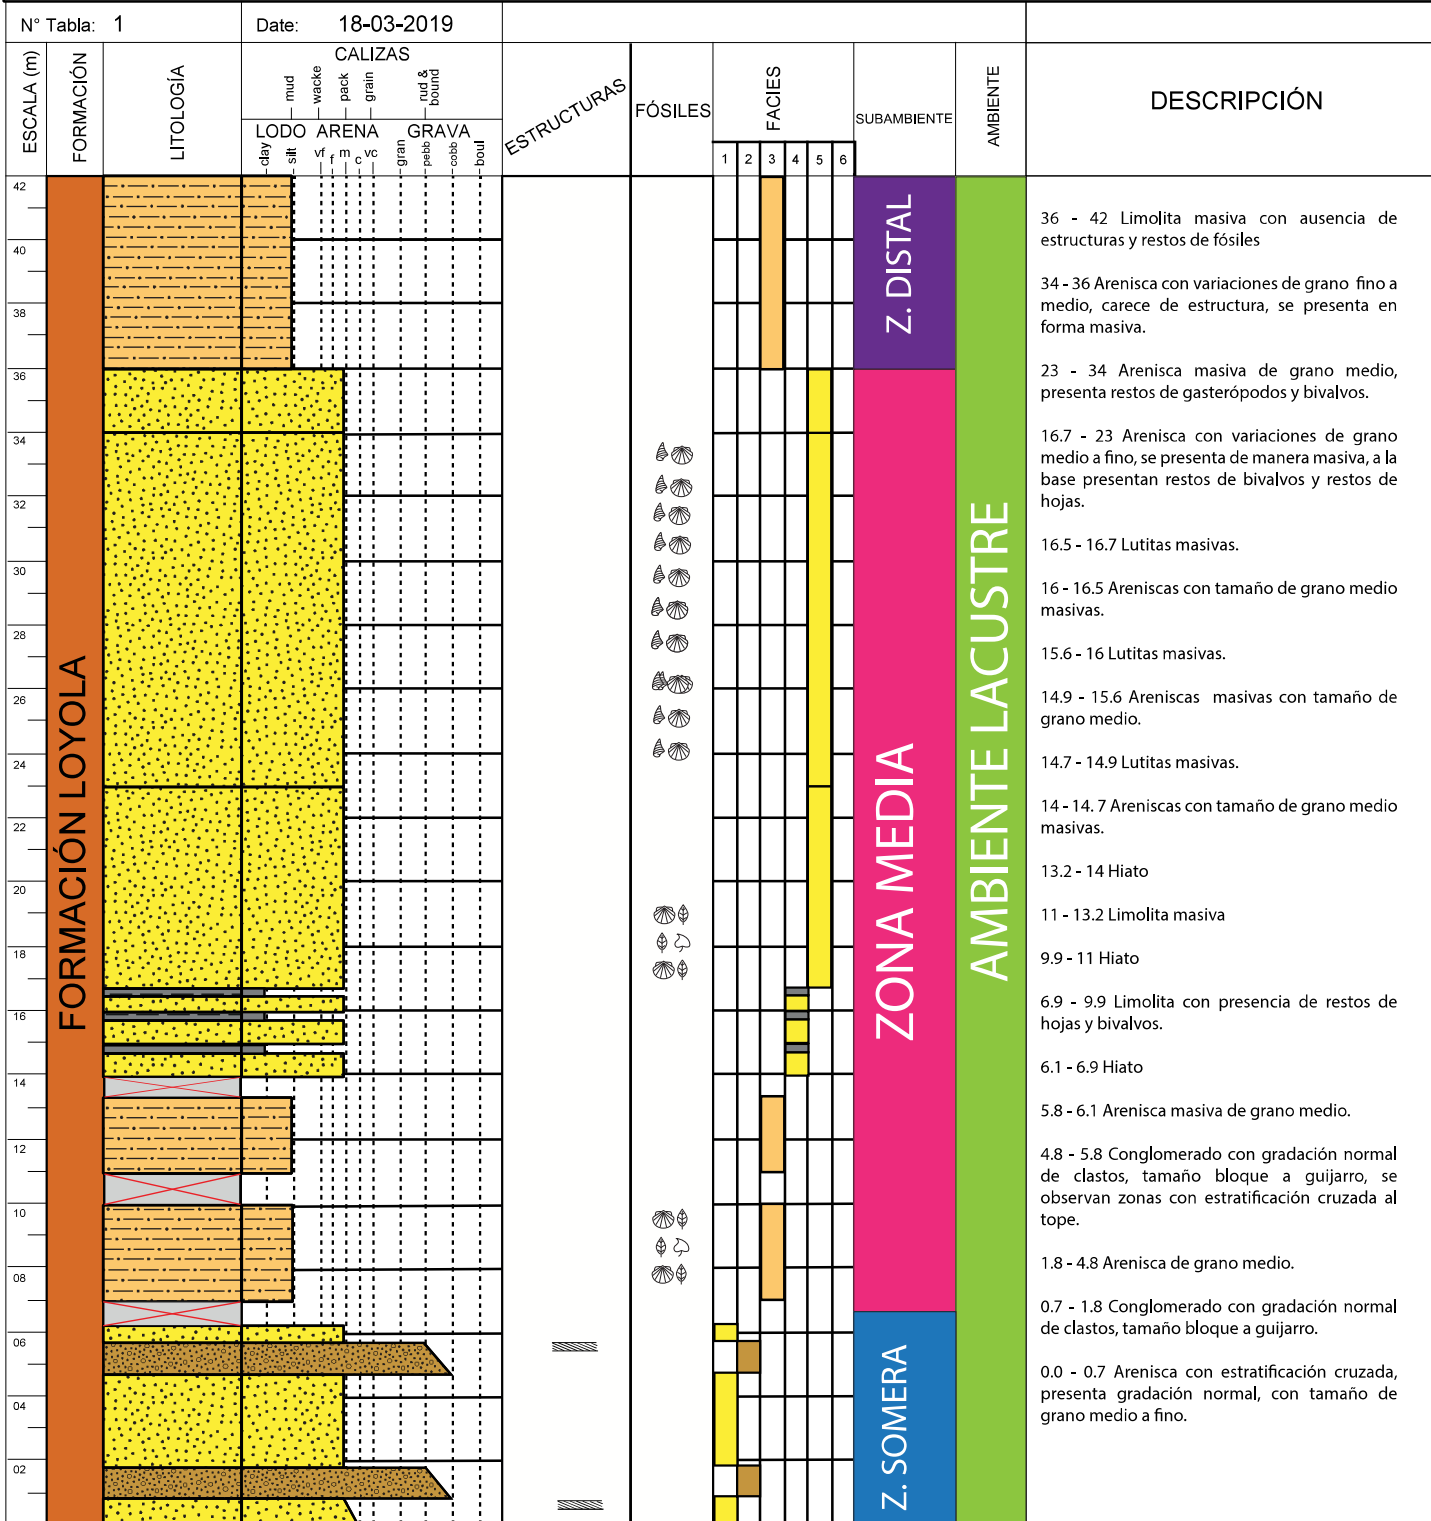 N° Tabla: 1
Date: 18-03-2019
ESCALA (m)
FORMACIÓN
LITOLOGÍA
CALIZAS
mud
wacke
pack
grain
rud &
bound
LODO ARENA GRAVA
clay
silt
vf
f
m
c
vc
gran
pebb
cobb
boul
ESTRUCTURAS
FÓSILES
FACIES
1 2 3 4 5 6
SUBAMBIENTE
AMBIENTE
DESCRIPCIÓN
42
40
38
36
34
32
30
28
26
24
22
20
18
16
14
12
10
08
06
04
02
FORMACIÓN LOYOLA
Z. DISTAL
ZONA MEDIA
Z. SOMERA
AMBIENTE LACUSTRE
36 - 42 Limolita masiva con ausencia de
estructuras y restos de fósiles
34 - 36 Arenisca con variaciones de grano fino a
medio, carece de estructura, se presenta en
forma masiva.
23 - 34 Arenisca masiva de grano medio,
presenta restos de gasterópodos y bivalvos.
16.7 - 23 Arenisca con variaciones de grano
medio a fino, se presenta de manera masiva, a la
base presentan restos de bivalvos y restos de
hojas.
16.5 - 16.7 Lutitas masivas.
16 - 16.5 Areniscas con tamaño de grano medio
masivas.
15.6 - 16 Lutitas masivas.
14.9 - 15.6 Areniscas masivas con tamaño de
grano medio.
14.7 - 14.9 Lutitas masivas.
14 - 14. 7 Areniscas con tamaño de grano medio
masivas.
13.2 - 14 Hiato
11 - 13.2 Limolita masiva
9.9 - 11 Hiato
6.9 - 9.9 Limolita con presencia de restos de
hojas y bivalvos.
6.1 - 6.9 Hiato
5.8 - 6.1 Arenisca masiva de grano medio.
4.8 - 5.8 Conglomerado con gradación normal
de clastos, tamaño bloque a guijarro, se
observan zonas con estratificación cruzada al
tope.
1.8 - 4.8 Arenisca de grano medio.
0.7 - 1.8 Conglomerado con gradación normal
de clastos, tamaño bloque a guijarro.
0.0 - 0.7 Arenisca con estratificación cruzada,
presenta gradación normal, con tamaño de
grano medio a fino.